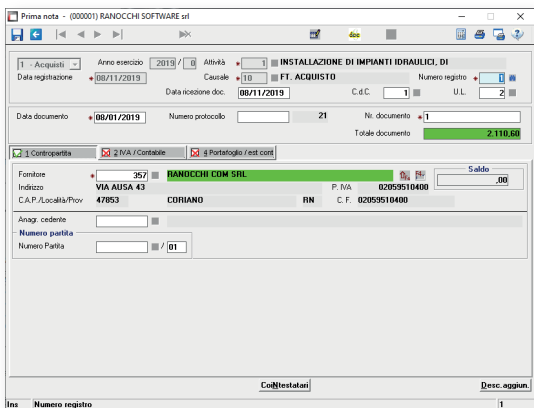 Prima nota - (000001) RANOCCHI SOFTWARE srl
doc
1 - Acquisti Anno esercizio 2019 / 0 Attività * 1 INSTALLAZIONE DI IMPIANTI IDRAULICI, DI
Data registrazione * 08/11/2019 Causale * 10 FT. ACQUISTO Numero registro * 1
Data ricezione doc. 08/11/2019 C.d.C. 1 U.L. 2
Data documento * 08/01/2019 Numero protocollo 21 Nr. documento * 1
Totale documento 2.110,60
1 Contropartita 2 IVA / Contabile 4 Portafoglio / est cont
Fornitore * 357 RANOCCHI COM SRL Saldo
,00
Indirizzo VIA AUSA 43 P. IVA 02059510400
C.A.P./Località/Prov 47853 CORIANO RN C. F. 02059510400
Anagr. cedente
Numero partita
Numero Partita / 01
CoiNtestatari Desc.aggiun.
Ins Numero registro 1